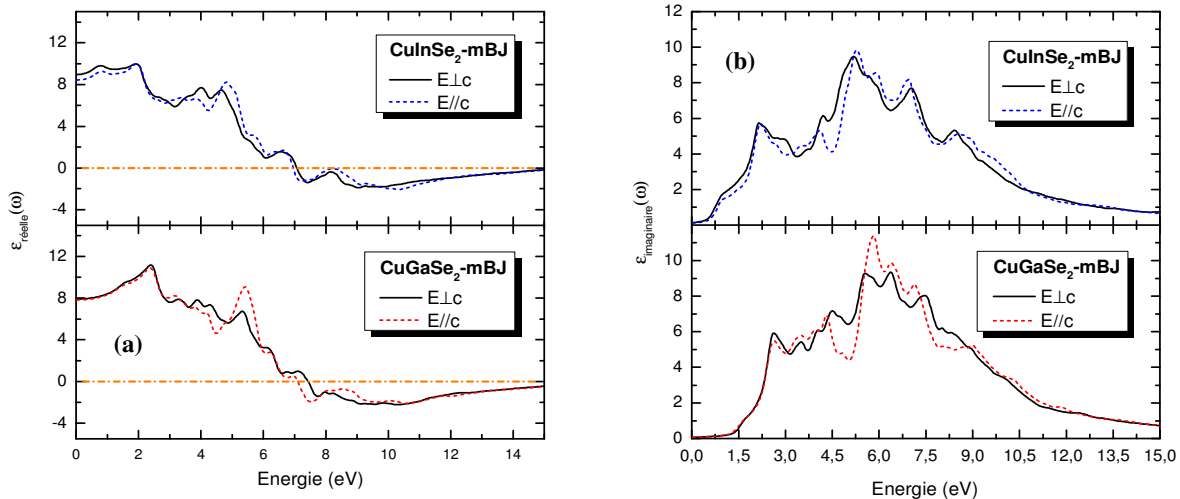 12
8
4
0
-4
CuInSe₂-mBJ
E⊥c
E//c
12
8
4
0
-4
CuGaSe₂-mBJ
E⊥c
E//c
(a)
0 2 4 6 8 10 12 14
Energie (eV)
ε_réelle(ω)
10
8
6
4
2
(b)
CuInSe₂-mBJ
E⊥c
E//c
10
8
6
4
2
0
CuGaSe₂-mBJ
E⊥c
E//c
0,0 1,5 3,0 4,5 6,0 7,5 9,0 10,5 12,0 13,5 15,0
Energie (eV)
ε_imaginaire(ω)